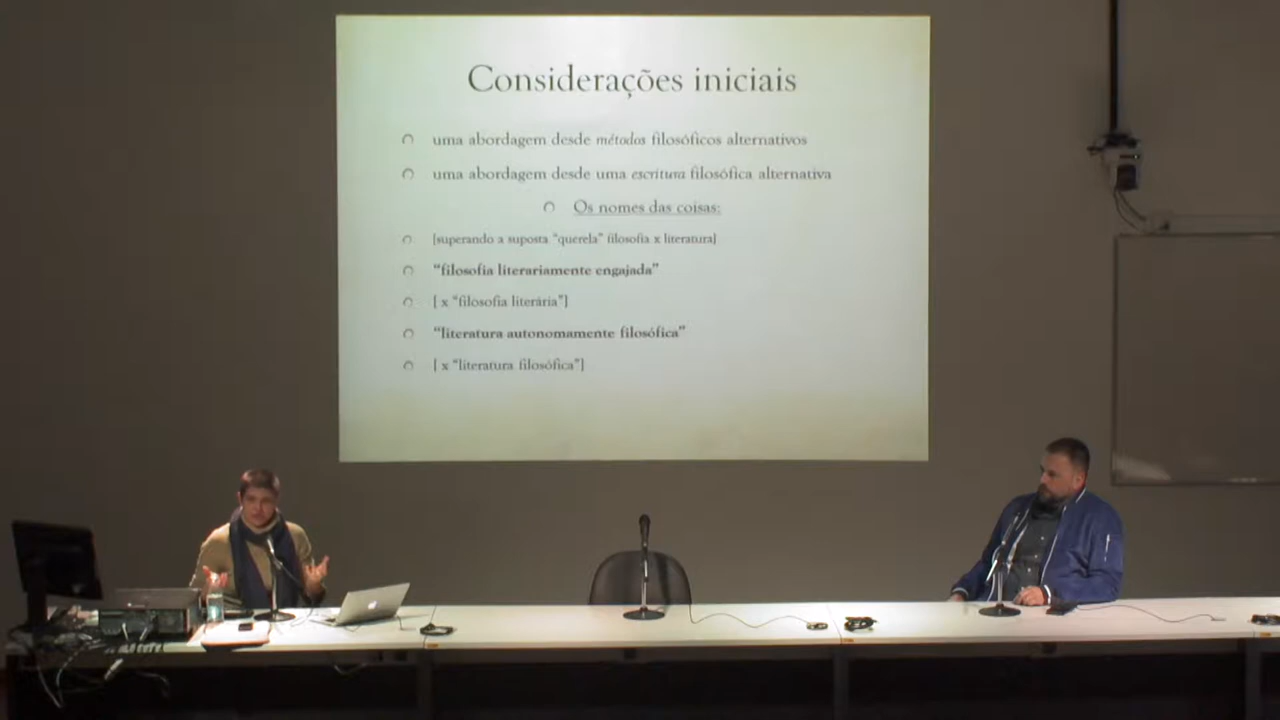 Considerações iniciais
uma abordagem desde métodos filosóficos alternativos
uma abordagem desde uma escritura filosófica alternativa
Os nomes das coisas:
[superando a suposta "querela" filosofia x literatura]
"filosofia literariamente engajada"
[ x "filosofia literária"]
"literatura autonomamente filosófica"
[ x "literatura filosófica"]